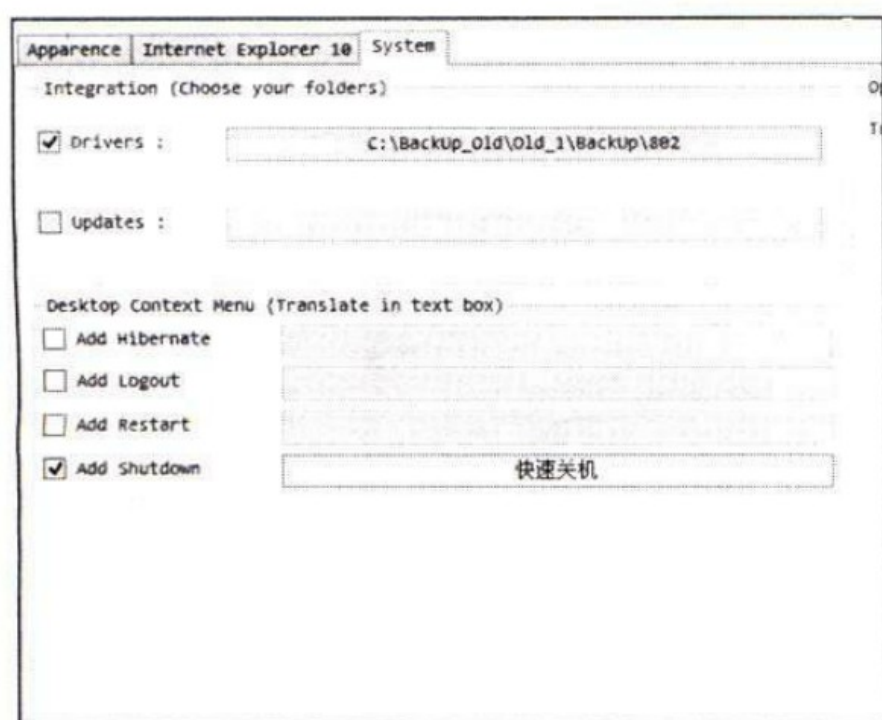 Apparence Internet Explorer 10 System
Integration (Choose your folders)
Drivers :
C:\BackUp_Old\Old_1\BackUp\802
Updates :
Desktop Context Menu (Translate in text box)
Add Hibernate
Add Logout
Add Restart
Add Shutdown
快速关机